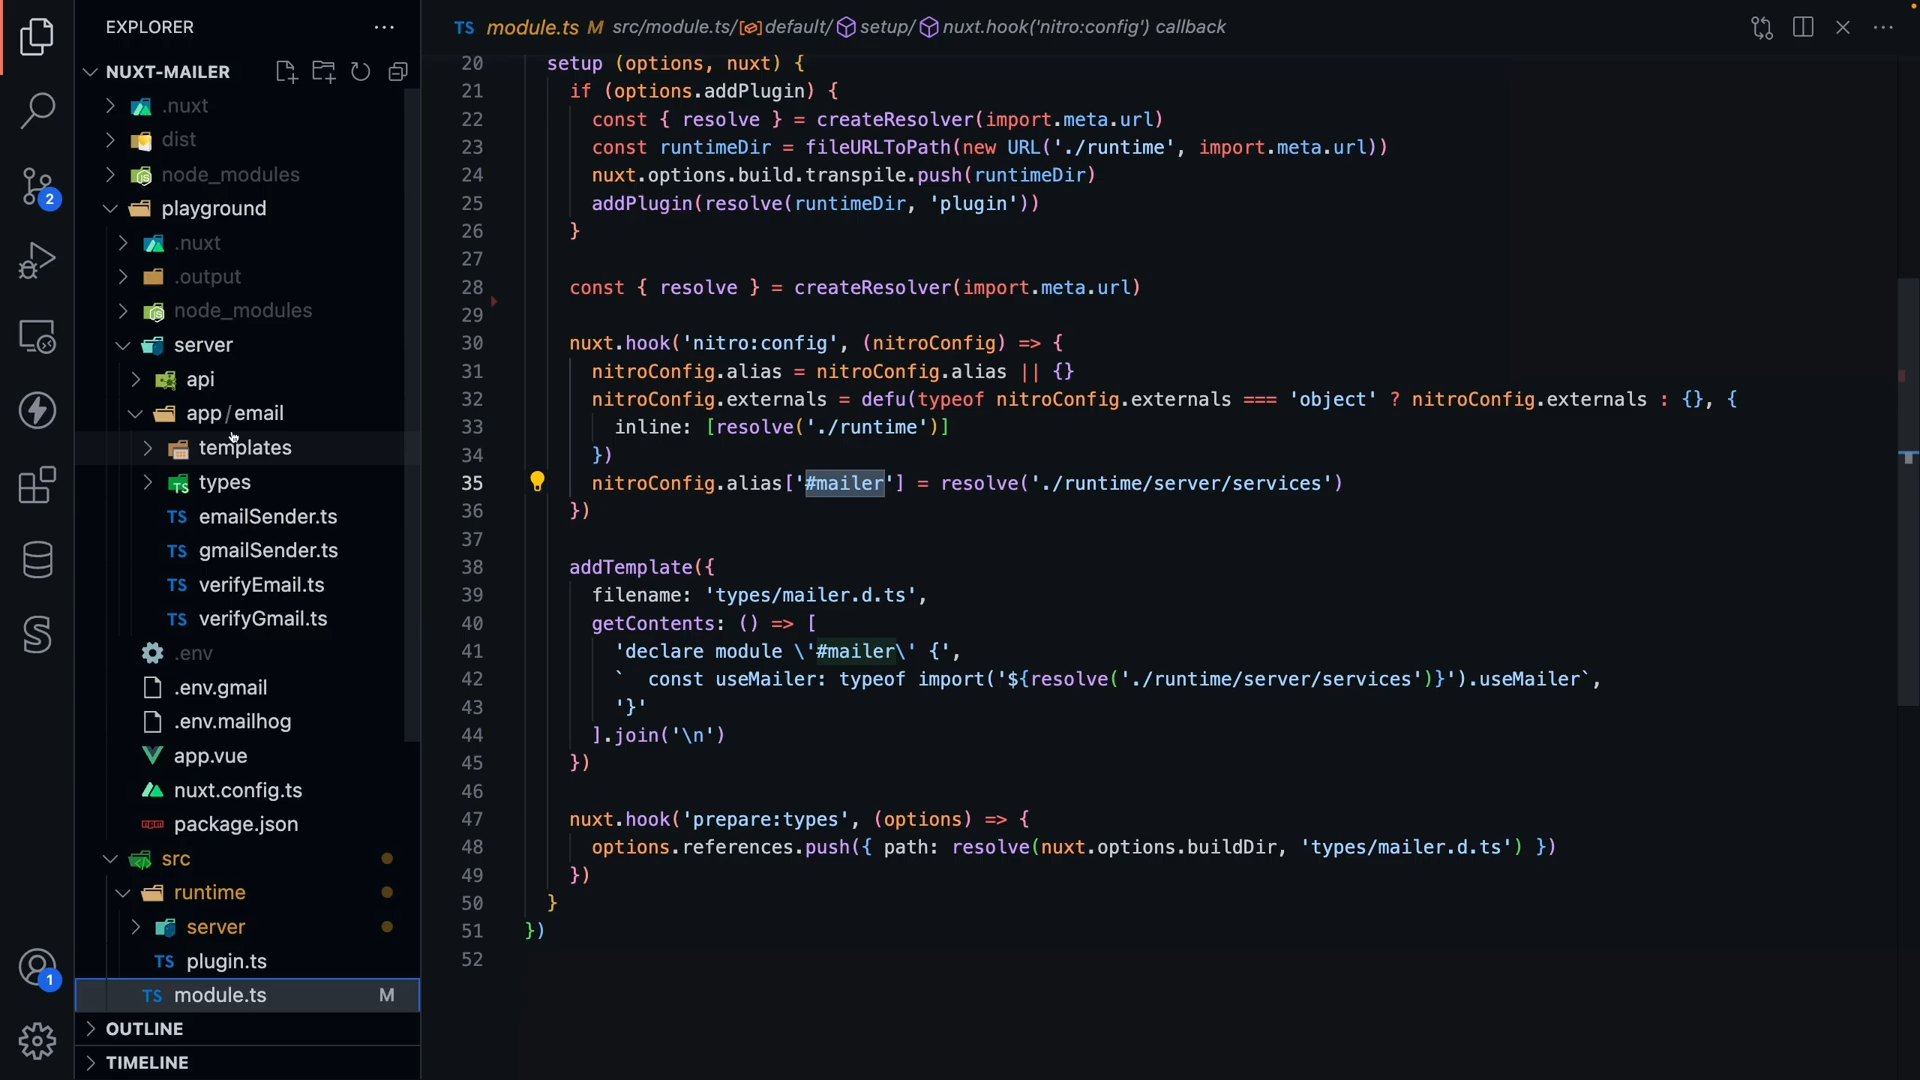 EXPLORER
NUXT-MAILER
.nuxt
dist
node_modules
playground
.nuxt
.output
node_modules
server
api
app/email
templates
types
TS emailSender.ts
TS gmailSender.ts
TS verifyEmail.ts
TS verifyGmail.ts
.env
.env.gmail
.env.mailhog
app.vue
nuxt.config.ts
package.json
src
runtime
server
TS plugin.ts
TS module.ts M
OUTLINE
TIMELINE
2
1
TS module.ts M src/module.ts/ default/ setup/ nuxt.hook('nitro:config') callback
20 setup (options, nuxt) {
21 if (options.addPlugin) {
22 const { resolve } = createResolver(import.meta.url)
23 const runtimeDir = fileURLToPath(new URL('./runtime', import.meta.url))
24 nuxt.options.build.transpile.push(runtimeDir)
25 addPlugin(resolve(runtimeDir, 'plugin'))
26 }
27
28 const { resolve } = createResolver(import.meta.url)
29
30 nuxt.hook('nitro:config', (nitroConfig) => {
31 nitroConfig.alias = nitroConfig.alias || {}
32 nitroConfig.externals = defu(typeof nitroConfig.externals === 'object' ? nitroConfig.externals : {}, {
33 inline: [resolve('./runtime')]
34 })
35 nitroConfig.alias['#mailer'] = resolve('./runtime/server/services')
36 })
37
38 addTemplate({
39 filename: 'types/mailer.d.ts',
40 getContents: () => [
41 'declare module \'#mailer\' {',
42 `  const useMailer: typeof import('${resolve('./runtime/server/services')}').useMailer`,
43 '}'
44 ].join('\n')
45 })
46
47 nuxt.hook('prepare:types', (options) => {
48 options.references.push({ path: resolve(nuxt.options.buildDir, 'types/mailer.d.ts') })
49 })
50 }
51 })
52